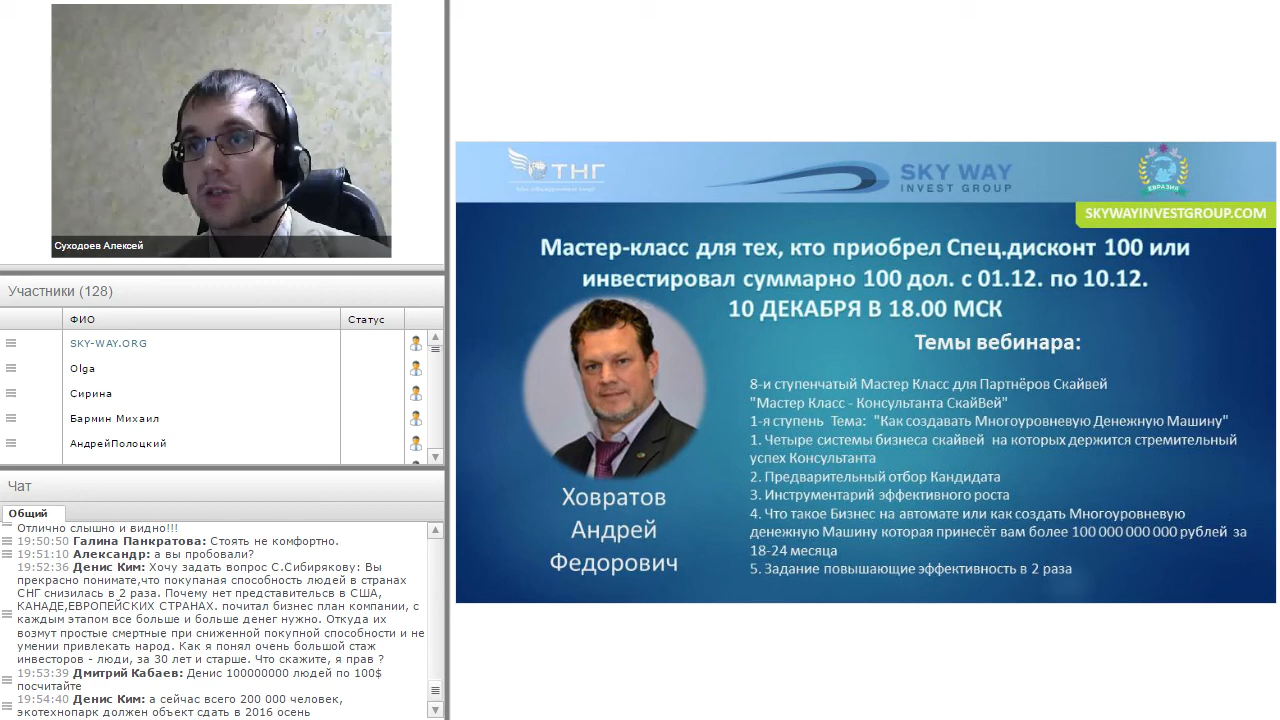 Суходоев Алексей
Участники (128)
ФИО
Статус
SKY-WAY.ORG
Olga
Сирина
Бармин Михаил
АндрейПолоцкий
Чат
Общий
Отлично слышно и видно!!!
19:50:50 Галина Панкратова: Стоять не комфортно.
19:51:10 Александр: а вы пробовали?
19:52:36 Денис Ким: Хочу задать вопрос С.Сибирякову: Вы
прекрасно понимате,что покупаная способность людей в странах
СНГ снизилась в 2 раза. Почему нет представительсв в США,
КАНАДЕ,ЕВРОПЕЙСКИХ СТРАНАХ. почитал бизнес план компании, с
каждым этапом все больше и больше денег нужно. Откуда их
возмут простые смертные при сниженной покупной способности и не
умении привлекать народ. Как я понял очень большой стаж
инвесторов - люди, за 30 лет и старше. Что скажите, я прав ?
19:53:39 Дмитрий Кабаев: Денис 100000000 людей по 100$
посчитайте
19:54:40 Денис Ким: а сейчас всего 200 000 человек,
экотехнопарк должен объект сдать в 2016 осень
ТНГ
SKY WAY
INVEST GROUP
ЕВРАЗИЯ
SKYWAYINVESTGROUP.COM
Мастер-класс для тех, кто приобрел Спец.дисконт 100 или
инвестировал суммарно 100 дол. с 01.12. по 10.12.
10 ДЕКАБРЯ В 18.00 МСК
Темы вебинара:
8-и ступенчатый Мастер Класс для Партнёров Скайвей
"Мастер Класс - Консультанта СкайВей"
1-я ступень Тема: "Как создавать Многоуровневую Денежную Машину"
1. Четыре системы бизнеса скайвей на которых держится стремительный
успех Консультанта
2. Предварительный отбор Кандидата
3. Инструментарий эффективного роста
4. Что такое Бизнес на автомате или как создать Многоуровневую
денежную Машину которая принесёт вам более 100 000 000 000 рублей за
18-24 месяца
5. Задание повышающие эффективность в 2 раза
Ховратов
Андрей
Федорович